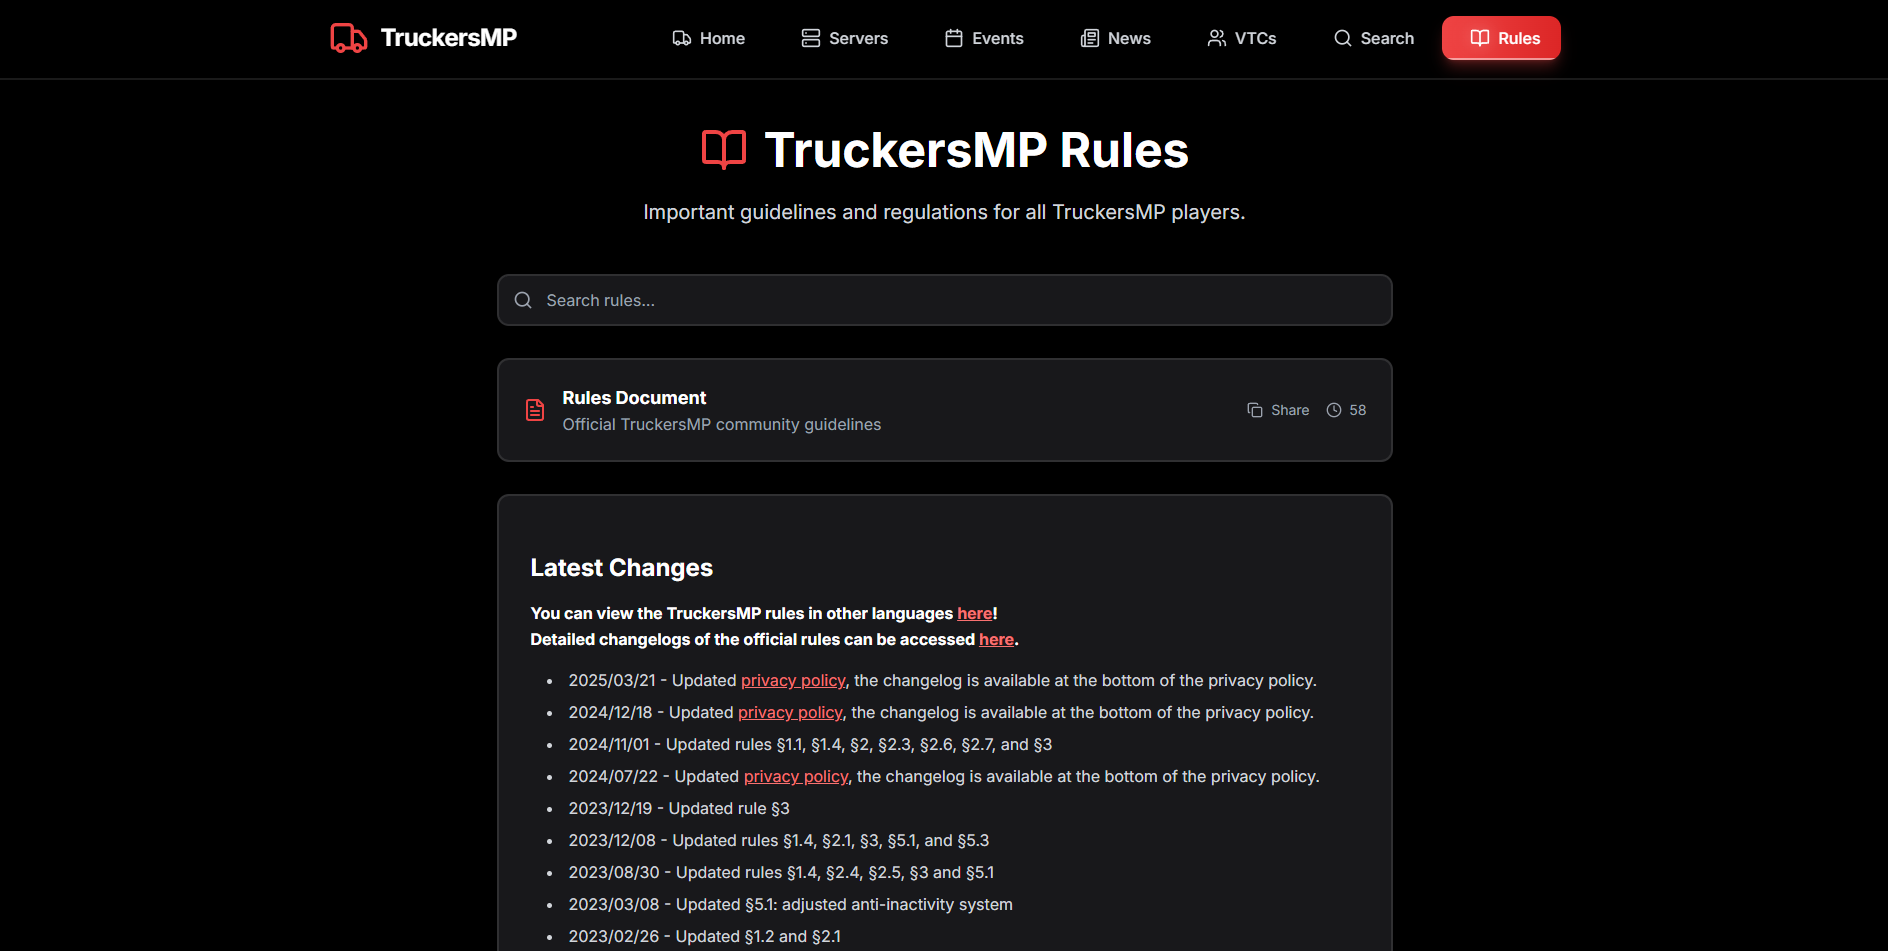 TruckersMP
Home
Servers
Events
News
VTCs
Search
Rules
TruckersMP Rules
Important guidelines and regulations for all TruckersMP players.
Search rules...
Rules Document
Official TruckersMP community guidelines
Share
58
Latest Changes
You can view the TruckersMP rules in other languages here!
Detailed changelogs of the official rules can be accessed here.
• 2025/03/21 - Updated privacy policy, the changelog is available at the bottom of the privacy policy.
• 2024/12/18 - Updated privacy policy, the changelog is available at the bottom of the privacy policy.
• 2024/11/01 - Updated rules §1.1, §1.4, §2, §2.3, §2.6, §2.7, and §3
• 2024/07/22 - Updated privacy policy, the changelog is available at the bottom of the privacy policy.
• 2023/12/19 - Updated rule §3
• 2023/12/08 - Updated rules §1.4, §2.1, §3, §5.1, and §5.3
• 2023/08/30 - Updated rules §1.4, §2.4, §2.5, §3 and §5.1
• 2023/03/08 - Updated §5.1: adjusted anti-inactivity system
• 2023/02/26 - Updated §1.2 and §2.1